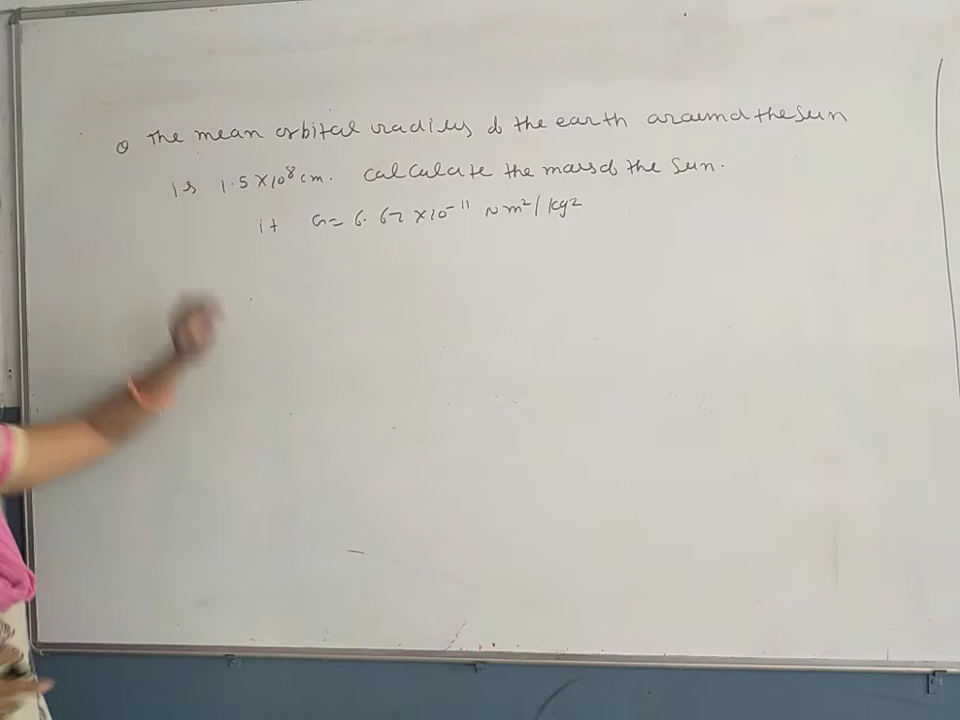 Q The mean orbital radius of the earth around the sun
is 1.5 × 10⁸ cm. calculate the mass of the sun.
if G = 6.67 × 10⁻¹¹ N m² / kg²